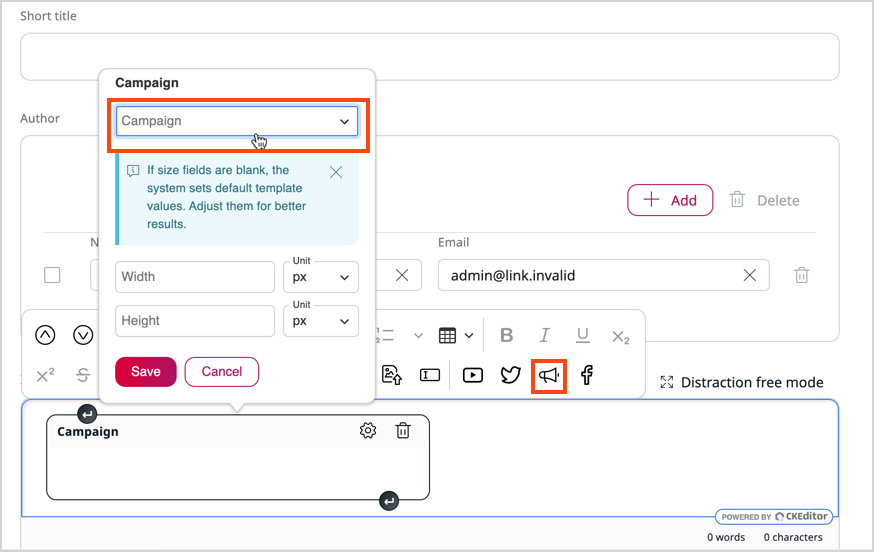 Short title
Campaign
Campaign
Author
If size fields are blank, the
system sets default template
values. Adjust them for better
results.
Add
Delete
N
Email
admin@link.invalid
Width
Unit
px
Height
Unit
px
B I U X₂
X² S
Save
Cancel
Distraction free mode
Campaign
POWERED BY CKEditor
0 words
0 characters